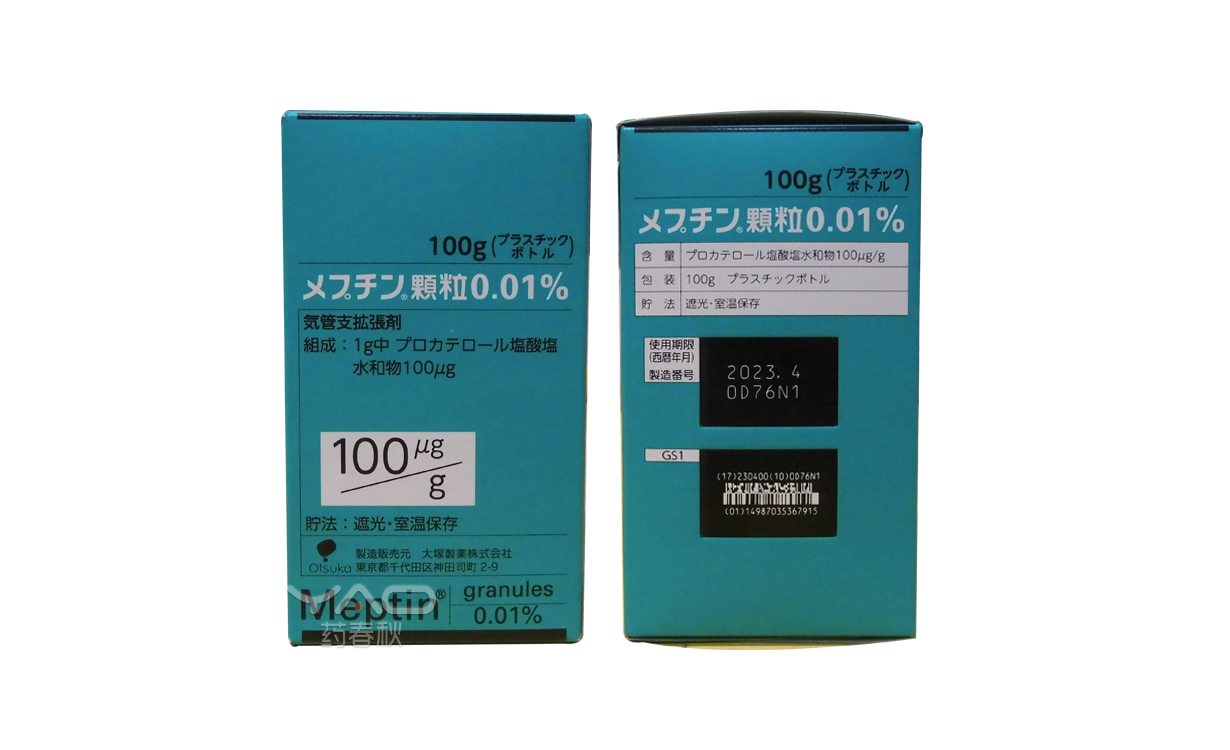 100g(プラスチックボトル)
メプチン®顆粒0.01%
気管支拡張剤
組成：1g中 プロカテロール塩酸塩
水和物100μg
100μg/g
貯法：遮光・室温保存
Otsuka
製造販売元　大塚製薬株式会社
東京都千代田区神田司町 2-9
Meptin® granules
0.01%
YAO
药春秋
100g(プラスチックボトル)
メプチン®顆粒0.01%
含量 プロカテロール塩酸塩水和物100μg/g
包装 100g　プラスチックボトル
貯法 遮光・室温保存
使用期限
(西暦年月)
製造番号
2023. 4
0D76N1
GS1
(17)230400(10)0D76N1
(01)14987035367915